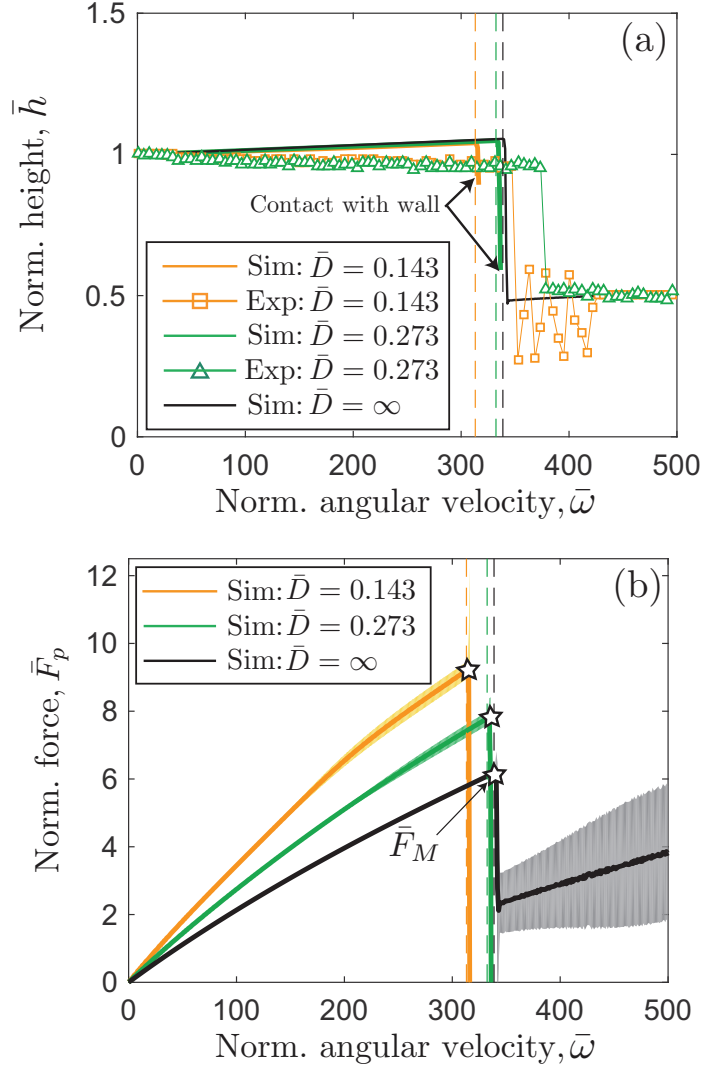 (a)
1.5
1
0.5
0
Norm. height, h̄
Contact with wall
Sim: D̄ = 0.143
Exp: D̄ = 0.143
Sim: D̄ = 0.273
Exp: D̄ = 0.273
Sim: D̄ = ∞
0 100 200 300 400 500
Norm. angular velocity, ω̄
(b)
12
10
8
6
4
2
0
Norm. force, F̄_p
Sim: D̄ = 0.143
Sim: D̄ = 0.273
Sim: D̄ = ∞
F̄_M
0 100 200 300 400 500
Norm. angular velocity, ω̄